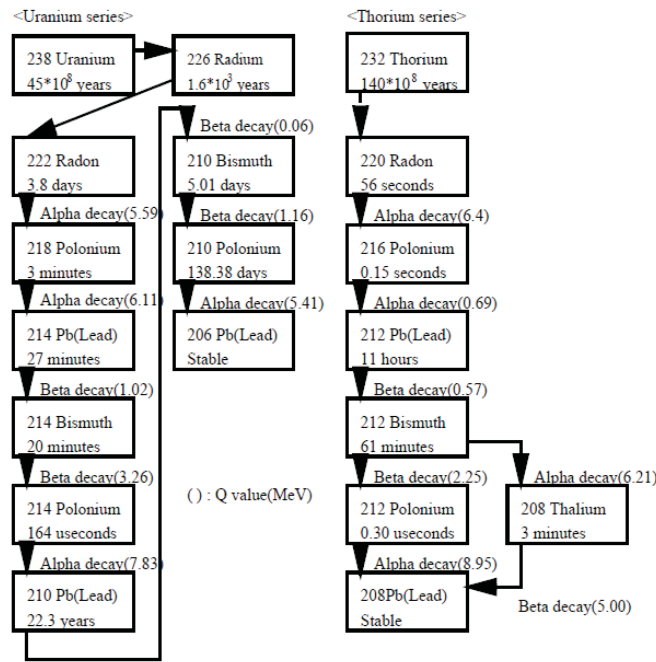 <Uranium series>
238 Uranium
45*10^8 years
226 Radium
1.6*10^3 years
222 Radon
3.8 days
Alpha decay(5.59)
218 Polonium
3 minutes
Alpha decay(6.11)
214 Pb(Lead)
27 minutes
Beta decay(1.02)
214 Bismuth
20 minutes
Beta decay(3.26)
214 Polonium
164 useconds
Alpha decay(7.83)
210 Pb(Lead)
22.3 years
Beta decay(0.06)
210 Bismuth
5.01 days
Beta decay(1.16)
210 Polonium
138.38 days
Alpha decay(5.41)
206 Pb(Lead)
Stable
( ) : Q value(MeV)
<Thorium series>
232 Thorium
140*10^8 years
220 Radon
56 seconds
Alpha decay(6.4)
216 Polonium
0.15 seconds
Alpha decay(0.69)
212 Pb(Lead)
11 hours
Beta decay(0.57)
212 Bismuth
61 minutes
Beta decay(2.25)
212 Polonium
0.30 useconds
Alpha decay(8.95)
208Pb(Lead)
Stable
Alpha decay(6.21)
208 Thalium
3 minutes
Beta decay(5.00)